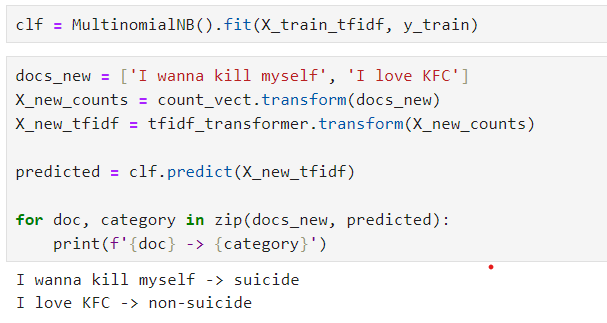 clf = MultinomialNB().fit(X_train_tfidf, y_train)
docs_new = ['I wanna kill myself', 'I love KFC']
X_new_counts = count_vect.transform(docs_new)
X_new_tfidf = tfidf_transformer.transform(X_new_counts)
predicted = clf.predict(X_new_tfidf)
for doc, category in zip(docs_new, predicted):
    print(f'{doc} -> {category}')
I wanna kill myself -> suicide
I love KFC -> non-suicide